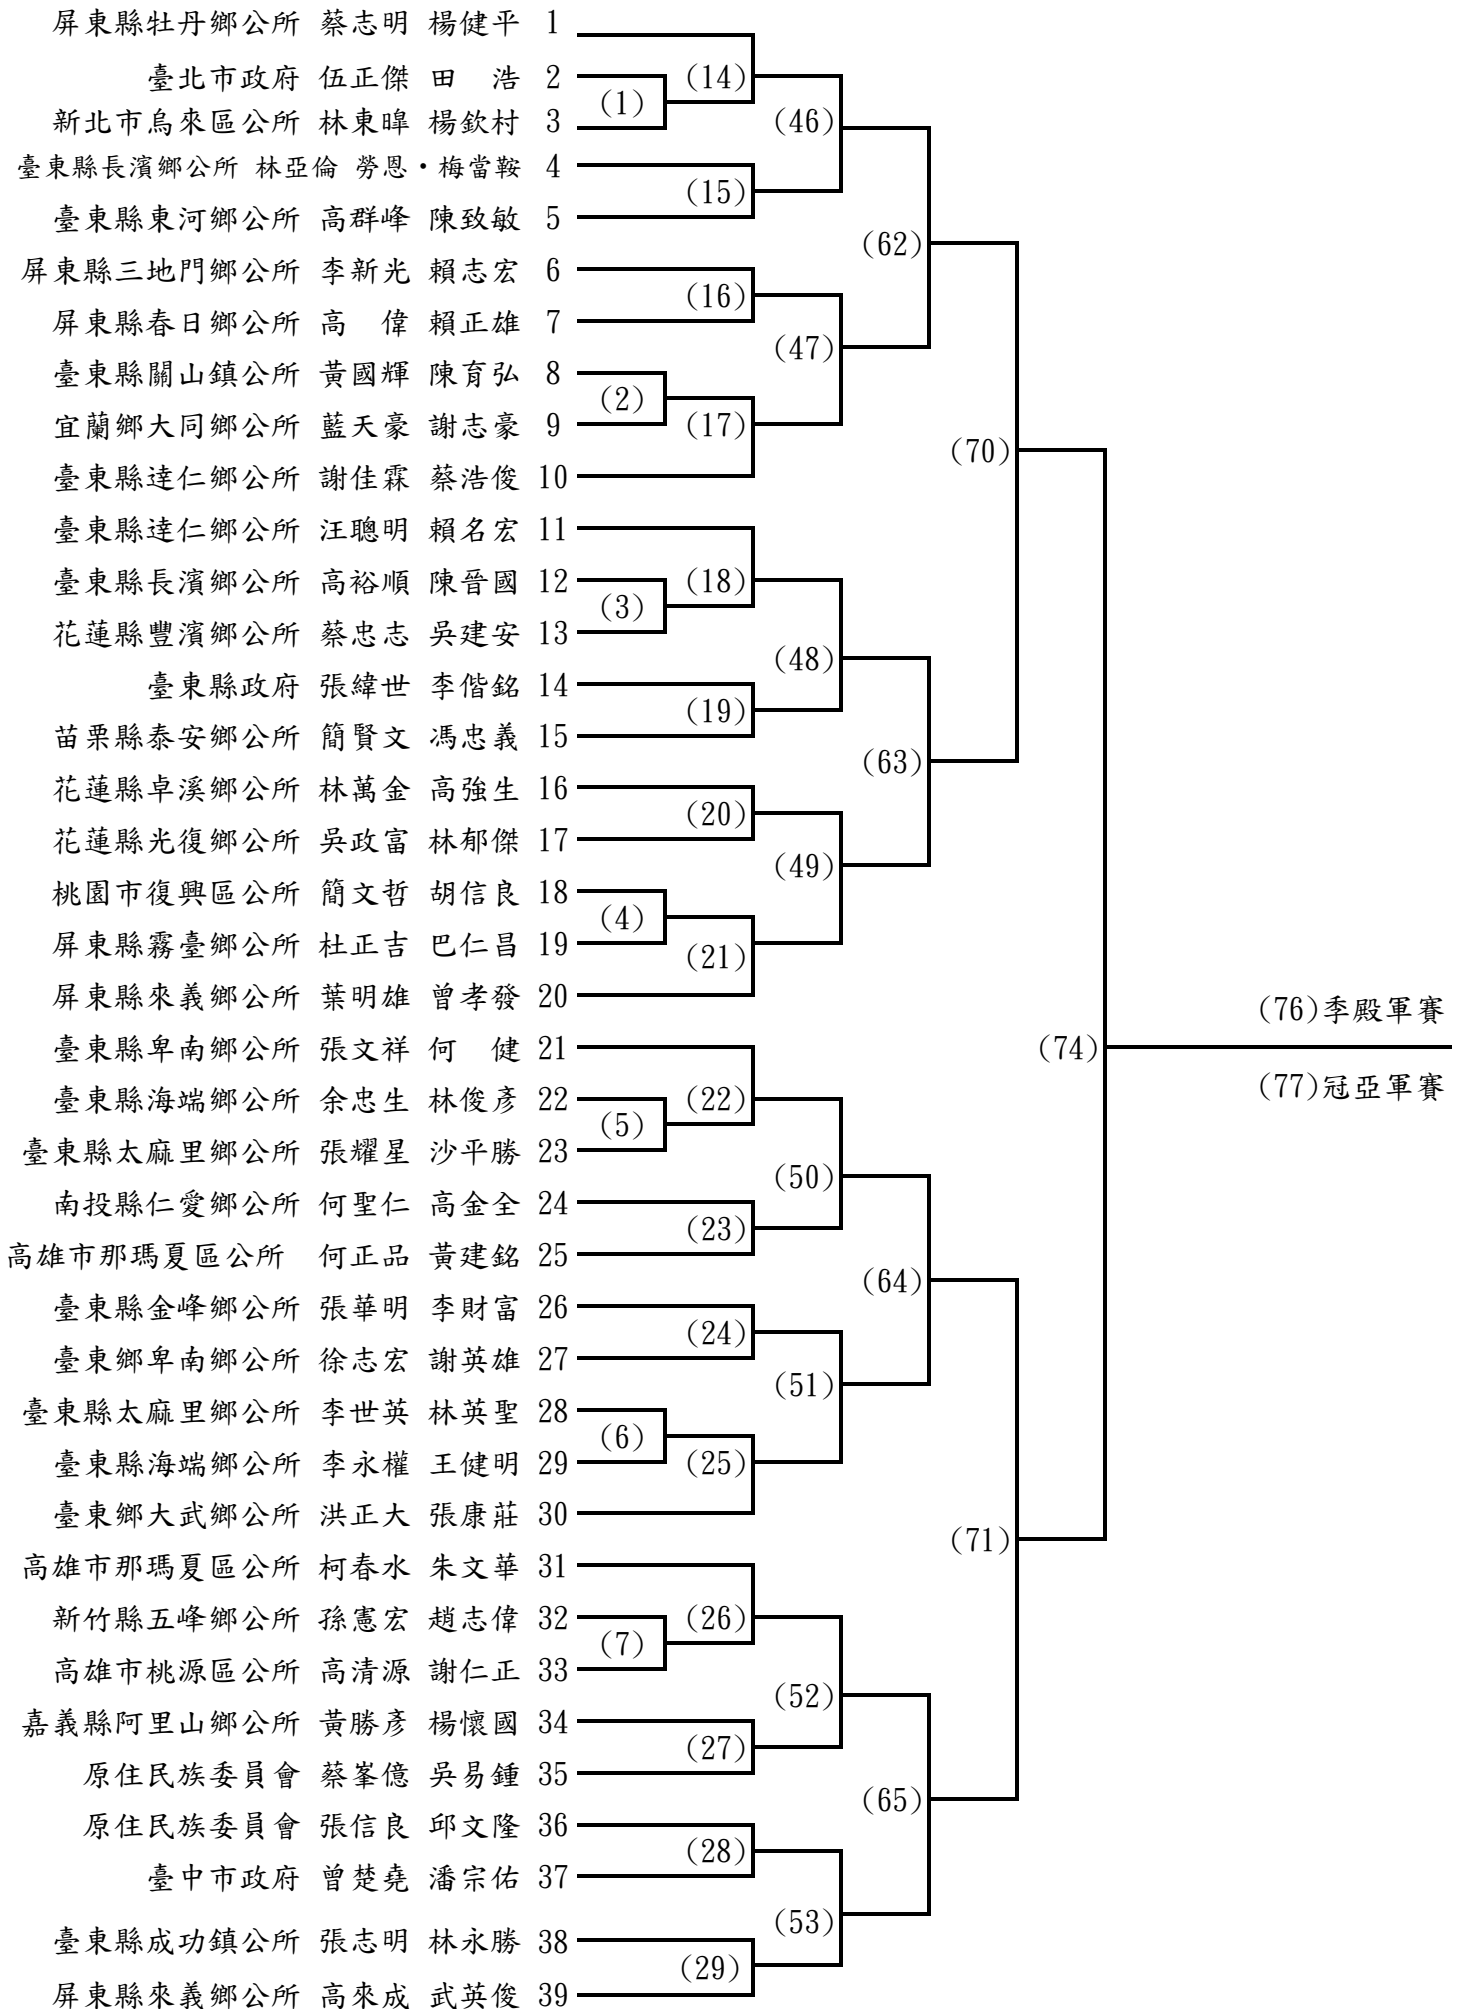 屏東縣牡丹鄉公所 蔡志明 楊健平 1
臺北市政府 伍正傑 田　浩 2
(14)
(1)
新北市烏來區公所 林東暐 楊欽村 3
(46)
臺東縣長濱鄉公所 林亞倫 勞恩・梅當鞍 4
(15)
臺東縣東河鄉公所 高群峰 陳致敏 5
(62)
屏東縣三地門鄉公所 李新光 賴志宏 6
(16)
屏東縣春日鄉公所 高　偉 賴正雄 7
(47)
臺東縣關山鎮公所 黃國輝 陳育弘 8
(2)
宜蘭鄉大同鄉公所 藍天豪 謝志豪 9
(17)
(70)
臺東縣達仁鄉公所 謝佳霖 蔡浩俊 10
臺東縣達仁鄉公所 汪聰明 賴名宏 11
臺東縣長濱鄉公所 高裕順 陳晉國 12
(18)
(3)
花蓮縣豐濱鄉公所 蔡忠志 吳建安 13
(48)
臺東縣政府 張緯世 李偕銘 14
(19)
苗栗縣泰安鄉公所 簡賢文 馮忠義 15
(63)
花蓮縣卓溪鄉公所 林萬金 高強生 16
(20)
花蓮縣光復鄉公所 吳政富 林郁傑 17
(49)
桃園市復興區公所 簡文哲 胡信良 18
(4)
屏東縣霧臺鄉公所 杜正吉 巴仁昌 19
(21)
屏東縣來義鄉公所 葉明雄 曾孝發 20
(76)季殿軍賽
臺東縣卑南鄉公所 張文祥 何　健 21
(74)
(77)冠亞軍賽
臺東縣海端鄉公所 余忠生 林俊彥 22
(22)
(5)
臺東縣太麻里鄉公所 張耀星 沙平勝 23
(50)
南投縣仁愛鄉公所 何聖仁 高金全 24
(23)
高雄市那瑪夏區公所 何正品 黃建銘 25
(64)
臺東縣金峰鄉公所 張華明 李財富 26
(24)
臺東鄉卑南鄉公所 徐志宏 謝英雄 27
(51)
臺東縣太麻里鄉公所 李世英 林英聖 28
(6)
臺東縣海端鄉公所 李永權 王健明 29
(25)
臺東鄉大武鄉公所 洪正大 張康莊 30
(71)
高雄市那瑪夏區公所 柯春水 朱文華 31
新竹縣五峰鄉公所 孫憲宏 趙志偉 32
(26)
(7)
高雄市桃源區公所 高清源 謝仁正 33
(52)
嘉義縣阿里山鄉公所 黃勝彥 楊懷國 34
(27)
原住民族委員會 蔡峯億 吳易鍾 35
(65)
原住民族委員會 張信良 邱文隆 36
(28)
臺中市政府 曾楚堯 潘宗佑 37
(53)
臺東縣成功鎮公所 張志明 林永勝 38
(29)
屏東縣來義鄉公所 高來成 武英俊 39